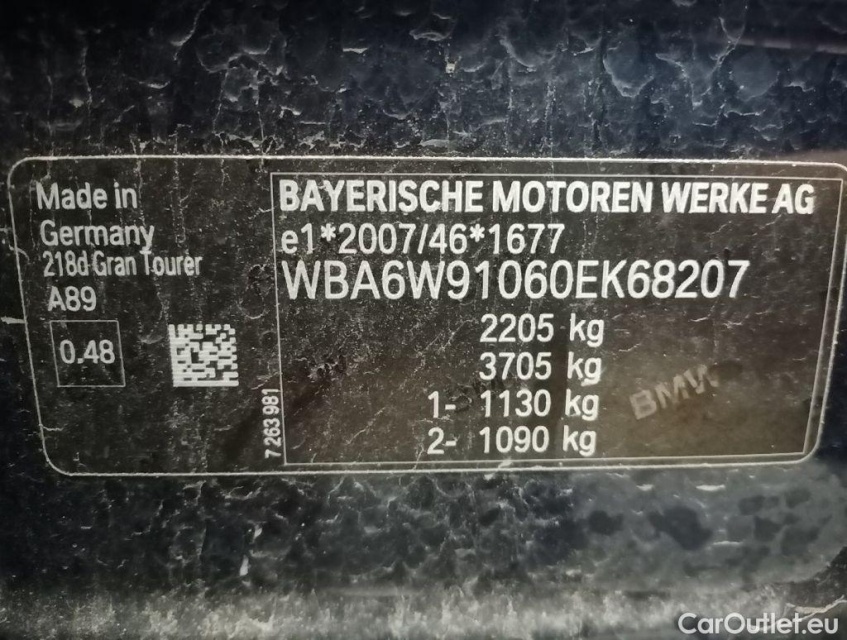 Made in
Germany
218d Gran Tourer
A89
0.48
7 263 981
BAYERISCHE MOTOREN WERKE AG
e1*2007/46*1677
WBA6W91060EK68207
2205 kg
3705 kg
1- 1130 kg
2- 1090 kg
BMW
CarOutlet.eu